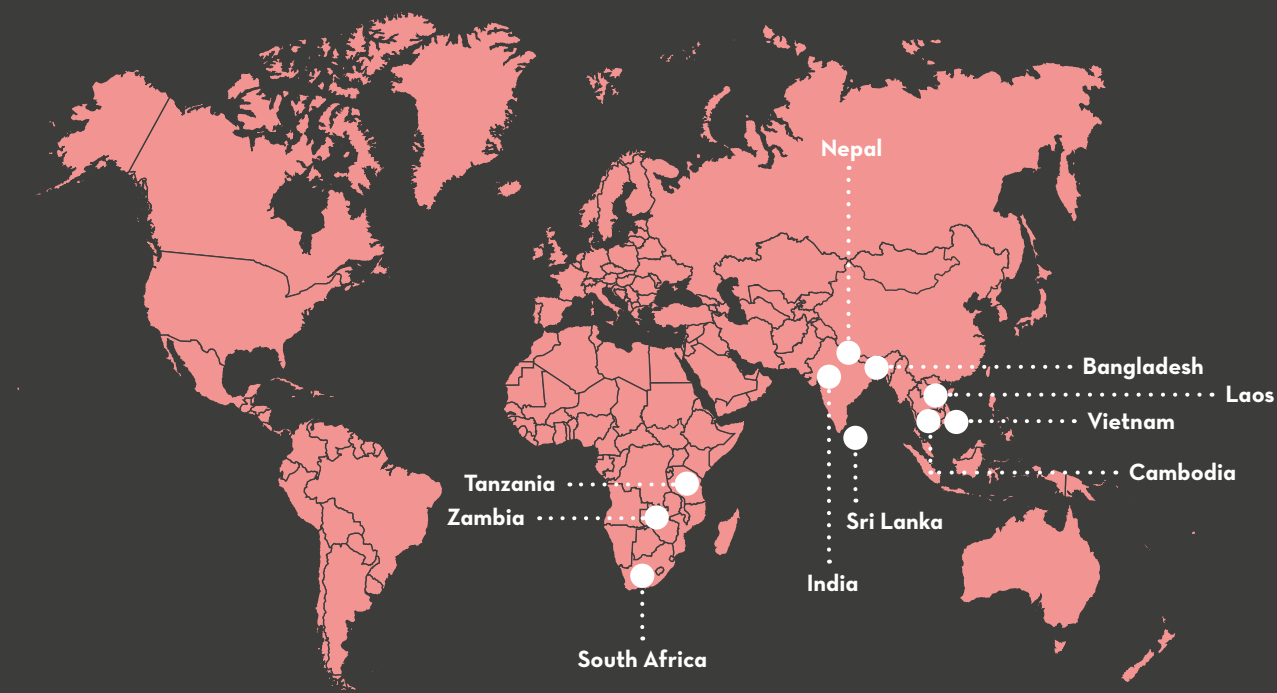 Nepal
Bangladesh
Laos
Vietnam
Cambodia
Tanzania
Zambia
Sri Lanka
India
South Africa